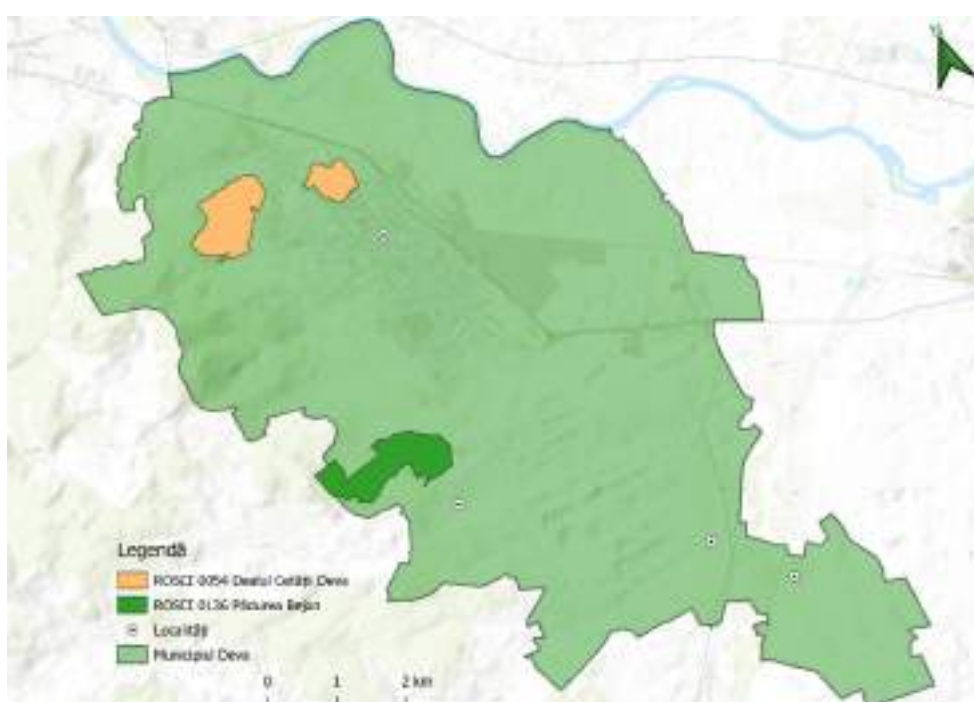 Legendă
ROSCI 0054 Dealul Cetății Deva
ROSCI 0136 Pădurea Bejan
Localități
Municipiul Deva
0 1 2 km